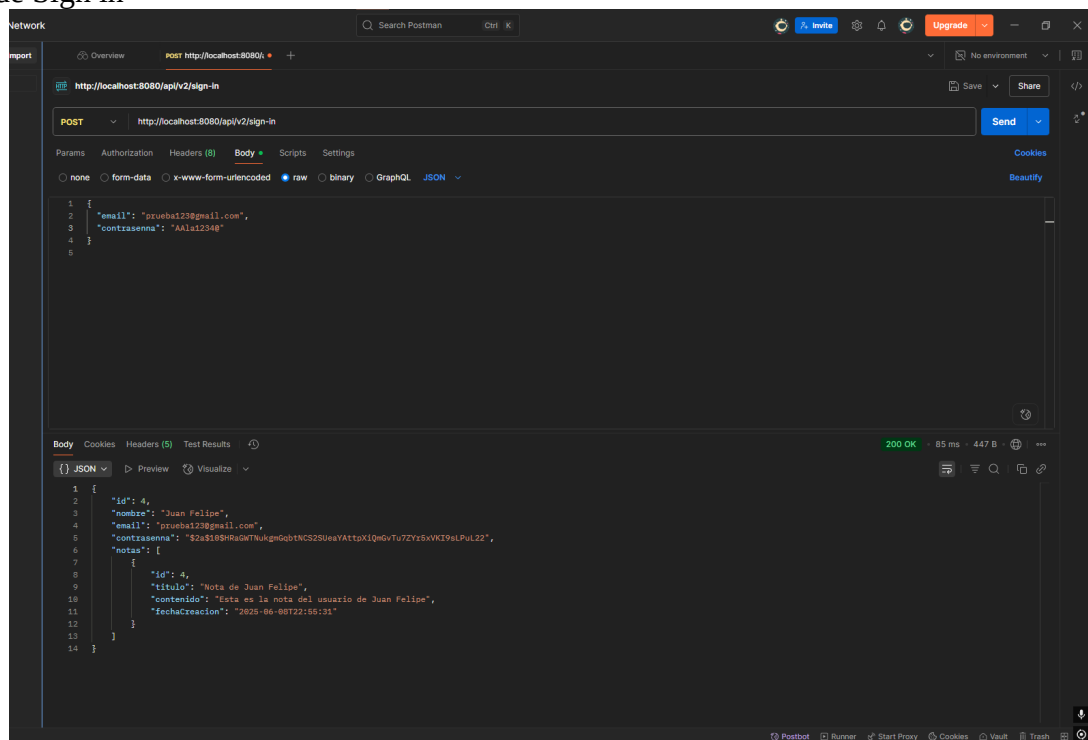 de Sign in
Network
Search Postman
Ctrl K
Invite
Upgrade
Import
Overview
POST http://localhost:8080/
No environment
HTTP http://localhost:8080/api/v2/sign-in
Save
Share
POST
http://localhost:8080/api/v2/sign-in
Send
Params Authorization Headers (8) Body Scripts Settings
Cookies
none form-data x-www-form-urlencoded raw binary GraphQL JSON
Beautify
1 {
2 "email": "prueba123@gmail.com",
3 "contrasenna": "AAla1234@"
4 }
5
Body Cookies Headers (5) Test Results
200 OK 85 ms 447 B
{} JSON Preview Visualize
1 {
2 "id": 4,
3 "nombre": "Juan Felipe",
4 "email": "prueba123@gmail.com",
5 "contrasenna": "$2a$10$HRaGWTNukgmGqbtNCS2SUeaYAttpXiQmGvTu7ZYr5xVKI9sLPuL22",
6 "notas": [
7 {
8 "id": 4,
9 "titulo": "Nota de Juan Felipe",
10 "contenido": "Esta es la nota del usuario de Juan Felipe",
11 "fechaCreacion": "2025-06-08T22:55:31"
12 }
13 ]
14 }
Postbot Runner Start Proxy Cookies Vault Trash